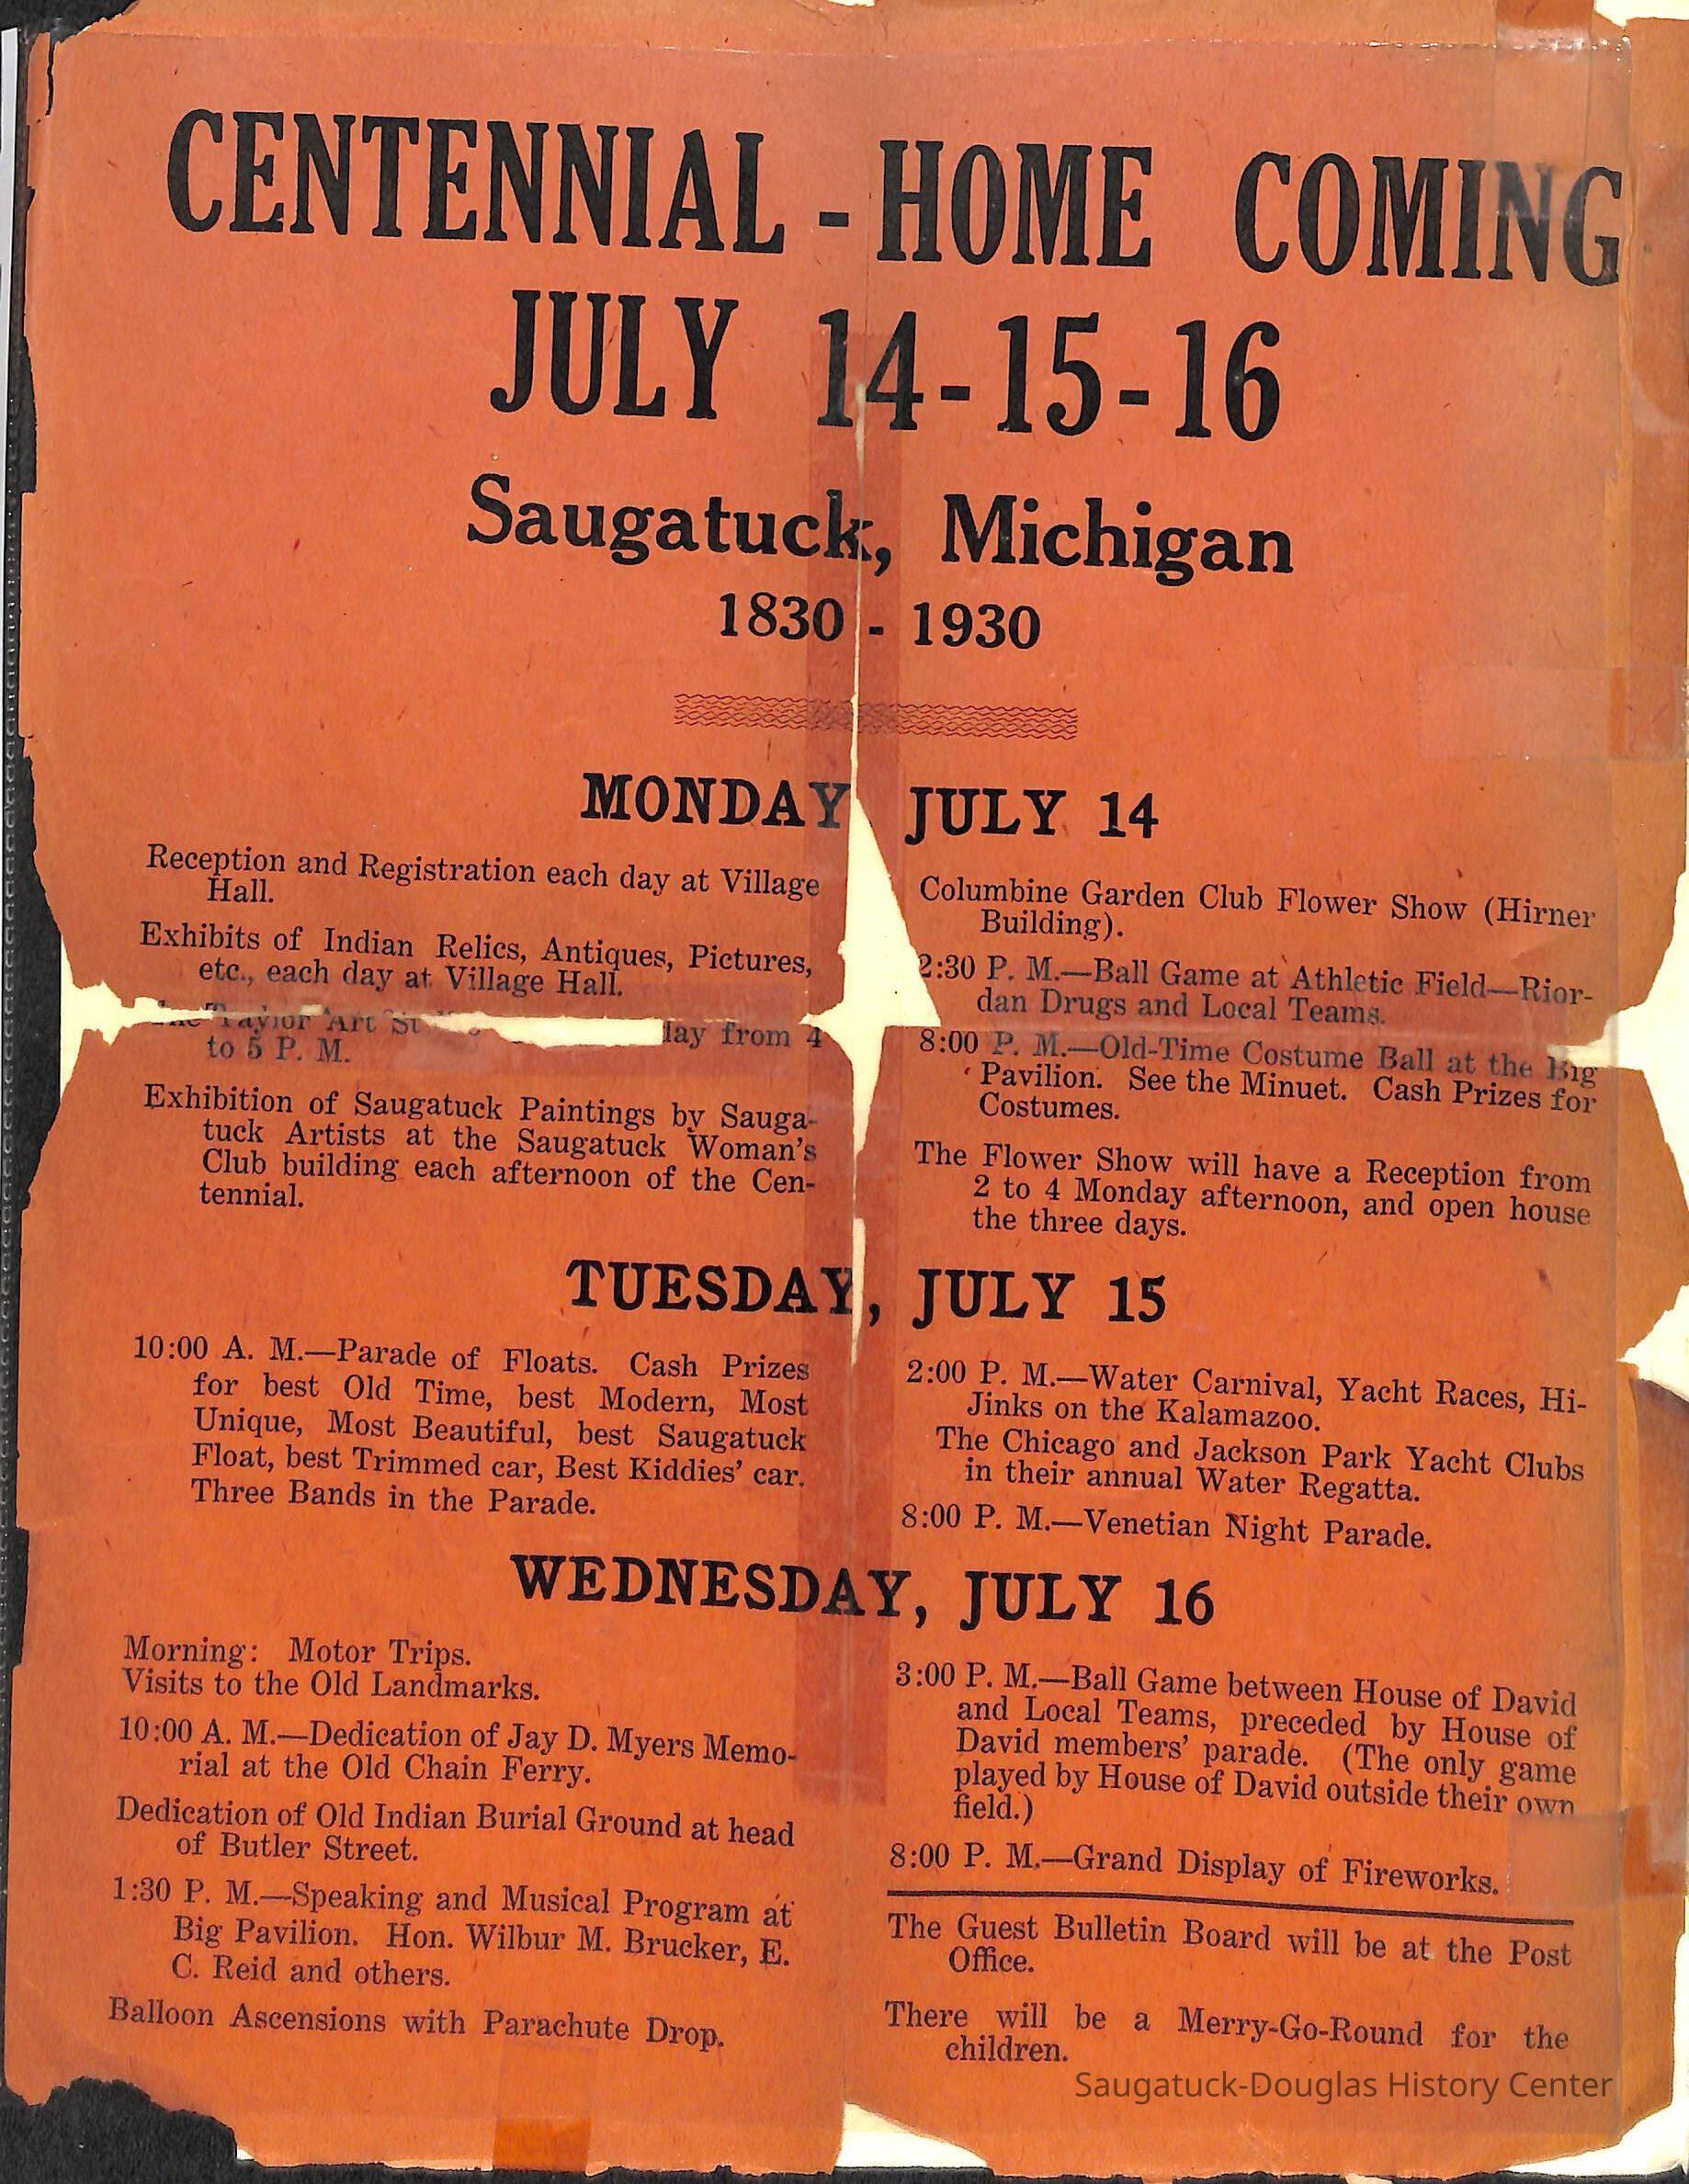 CENTENNIAL - HOME COMING
JULY 14-15-16
Saugatuck, Michigan
1830 - 1930
MONDAY JULY 14
Reception and Registration each day at Village
Hall.
Exhibits of Indian Relics, Antiques, Pictures,
etc., each day at Village Hall.
Taylor Art from 4
to 5 P. M.
Exhibition of Saugatuck Paintings by Sauga-
tuck Artists at the Saugatuck Woman's
Club building each afternoon of the Cen-
tennial.
Columbine Garden Club Flower Show (Hirner
Building).
2:30 P. M.—Ball Game at Athletic Field—Rior-
dan Drugs and Local Teams.
8:00 P. M.—Old-Time Costume Ball at the Big
Pavilion. See the Minuet. Cash Prizes for
Costumes.
The Flower Show will have a Reception from
2 to 4 Monday afternoon, and open house
the three days.
TUESDAY, JULY 15
10:00 A. M.—Parade of Floats. Cash Prizes
for best Old Time, best Modern, Most
Unique, Most Beautiful, best Saugatuck
Float, best Trimmed car, Best Kiddies' car.
Three Bands in the Parade.
2:00 P. M.—Water Carnival, Yacht Races, Hi-
Jinks on the Kalamazoo.
The Chicago and Jackson Park Yacht Clubs
in their annual Water Regatta.
8:00 P. M.—Venetian Night Parade.
WEDNESDAY, JULY 16
Morning: Motor Trips.
Visits to the Old Landmarks.
10:00 A. M.—Dedication of Jay D. Myers Memo-
rial at the Old Chain Ferry.
Dedication of Old Indian Burial Ground at head
of Butler Street.
1:30 P. M.—Speaking and Musical Program at
Big Pavilion. Hon. Wilbur M. Brucker, E.
C. Reid and others.
Balloon Ascensions with Parachute Drop.
3:00 P. M.—Ball Game between House of David
and Local Teams, preceded by House of
David members' parade. (The only game
played by House of David outside their own
field.)
8:00 P. M.—Grand Display of Fireworks.
The Guest Bulletin Board will be at the Post
Office.
There will be a Merry-Go-Round for the
children.
Saugatuck-Douglas History Center